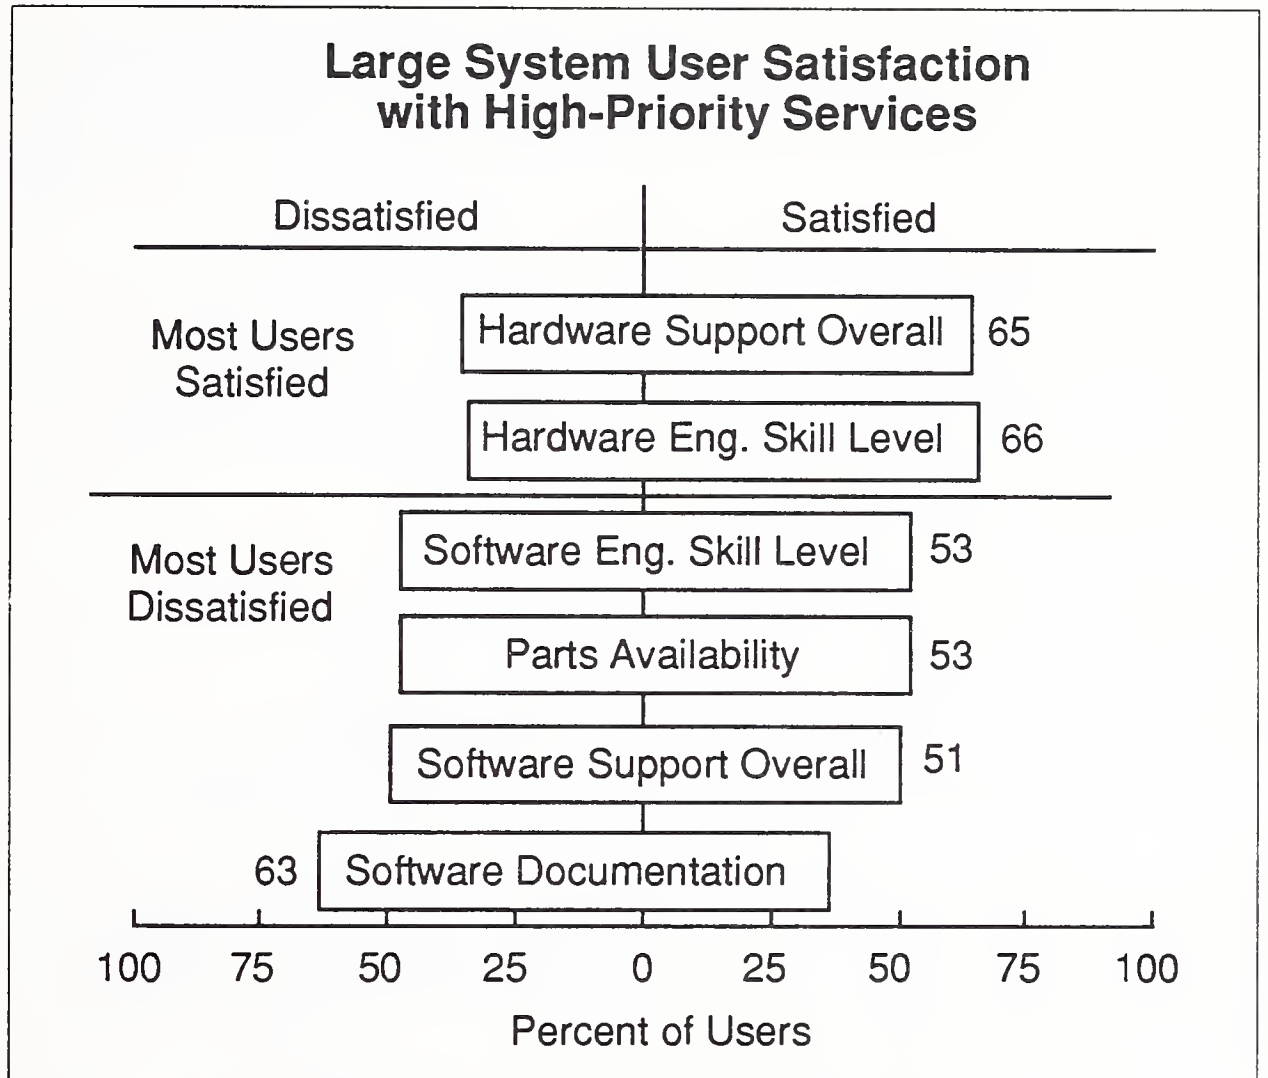 Large System User Satisfaction
with High-Priority Services
Dissatisfied Satisfied
Most Users
Satisfied
Hardware Support Overall 65
Hardware Eng. Skill Level 66
Most Users
Dissatisfied
Software Eng. Skill Level 53
Parts Availability 53
Software Support Overall 51
63 Software Documentation
100 75 50 25 0 25 50 75 100
Percent of Users